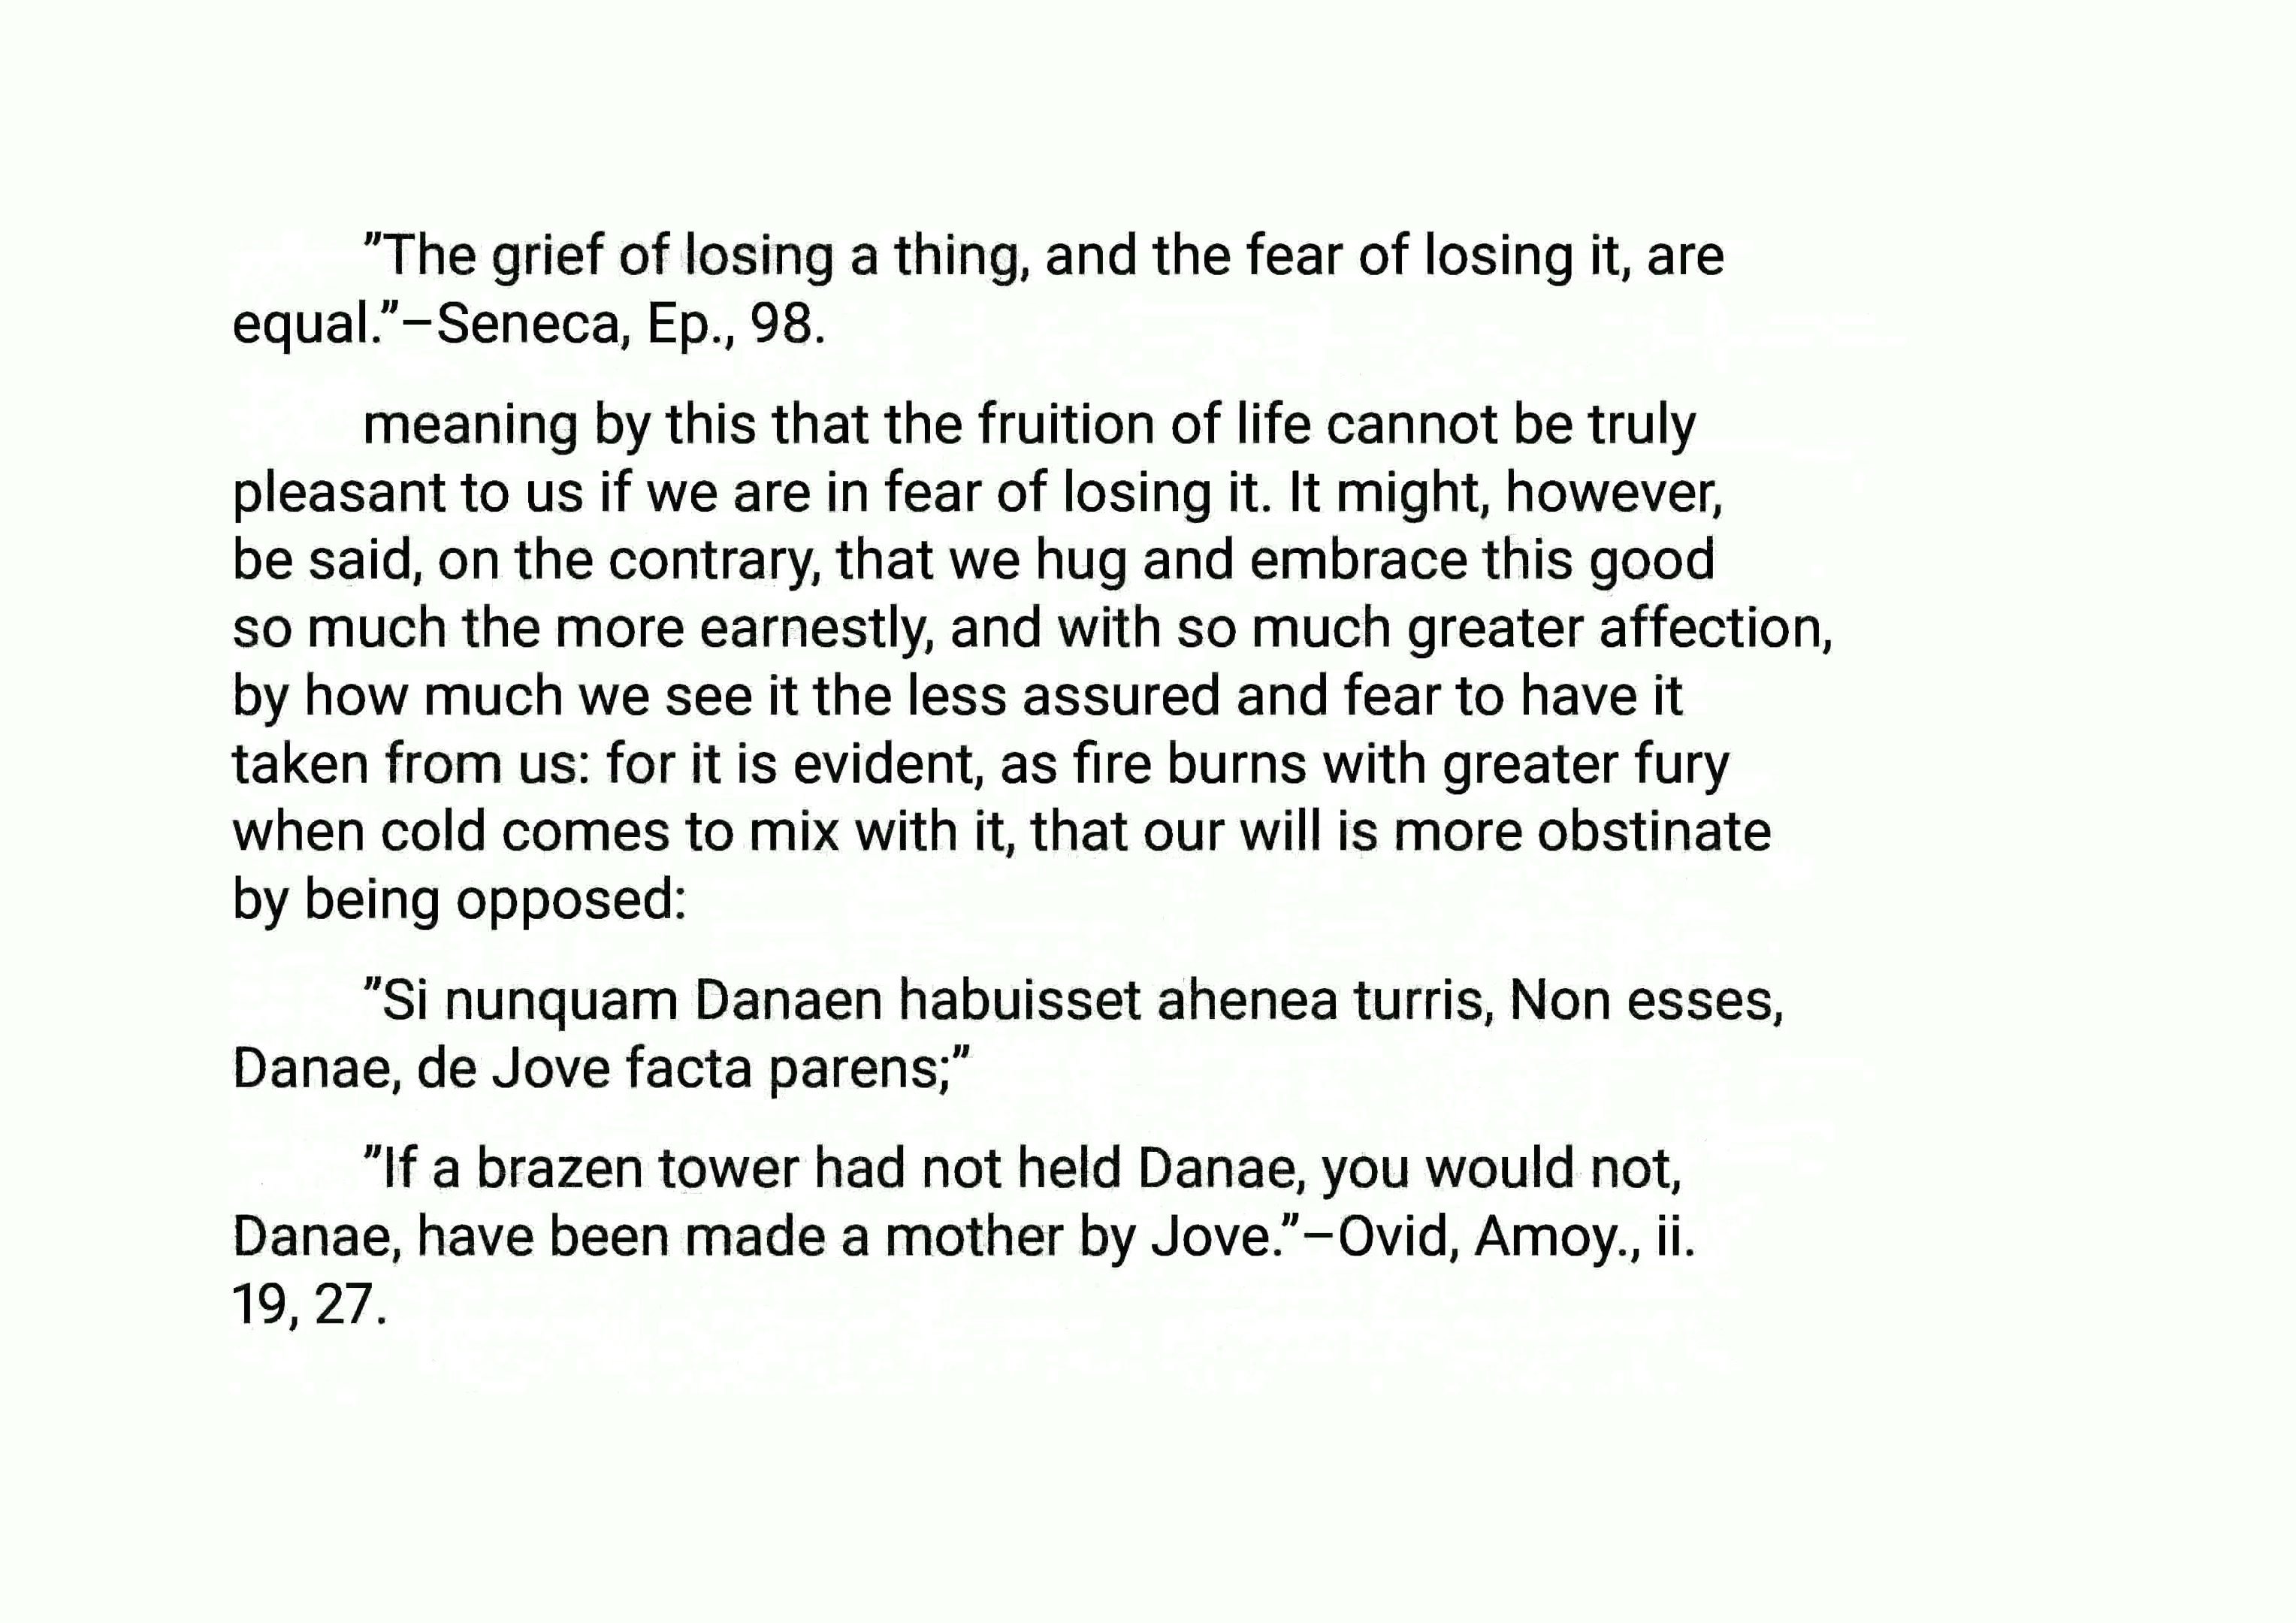 ”The grief of losing a thing, and the fear of losing it, are
equal.”–Seneca, Ep., 98.
meaning by this that the fruition of life cannot be truly
pleasant to us if we are in fear of losing it. It might, however,
be said, on the contrary, that we hug and embrace this good
so much the more earnestly, and with so much greater affection,
by how much we see it the less assured and fear to have it
taken from us: for it is evident, as fire burns with greater fury
when cold comes to mix with it, that our will is more obstinate
by being opposed:
”Si nunquam Danaen habuisset ahenea turris, Non esses,
Danae, de Jove facta parens;”
”If a brazen tower had not held Danae, you would not,
Danae, have been made a mother by Jove.”–Ovid, Amoy., ii.
19, 27.